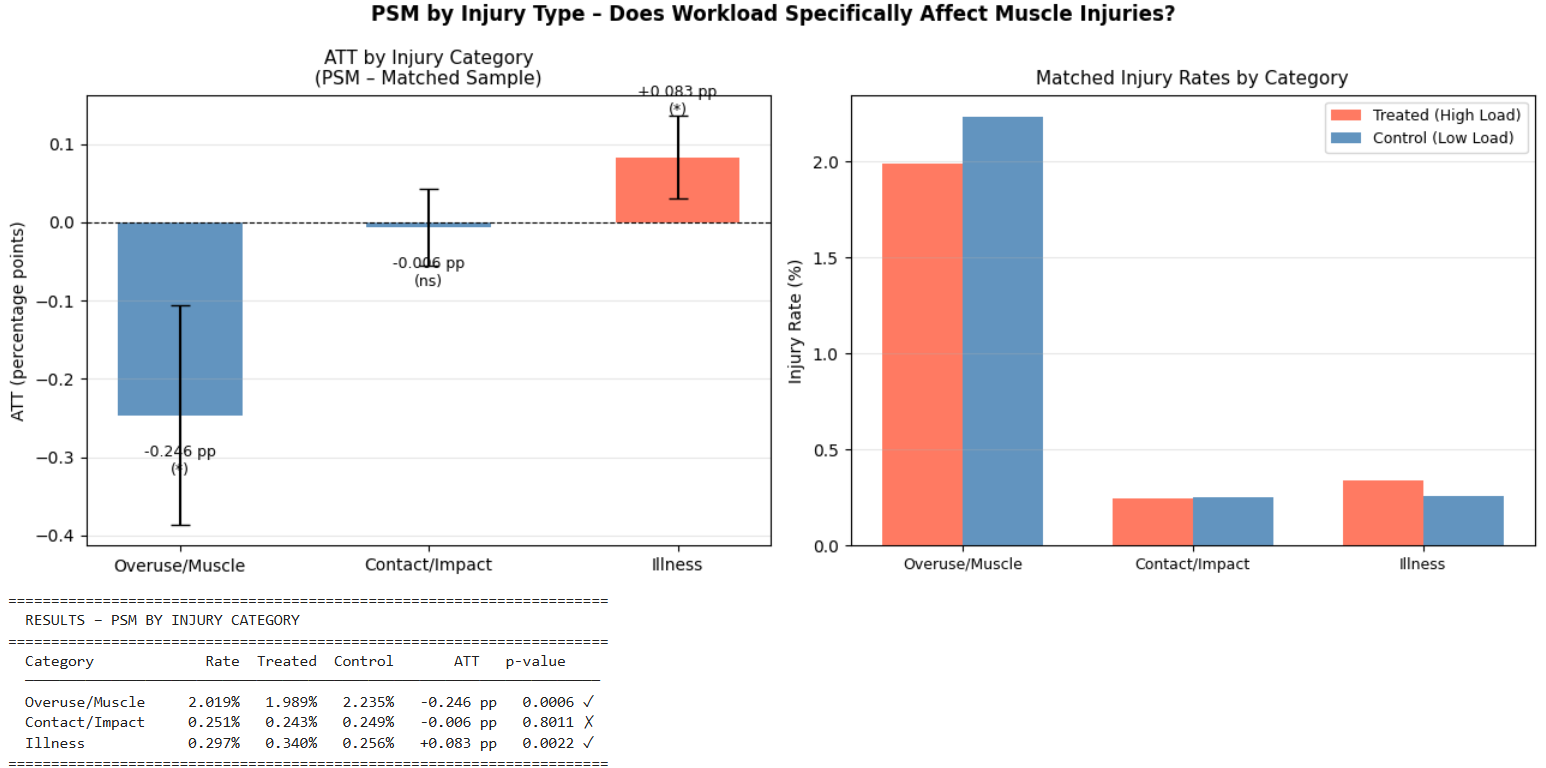 PSM by Injury Type – Does Workload Specifically Affect Muscle Injuries?
ATT by Injury Category
(PSM – Matched Sample)
+0.083 pp
(*)
0.1
0.0
-0.006 pp
(ns)
−0.1
−0.2
-0.246 pp
(*)
−0.3
−0.4
ATT (percentage points)
Overuse/Muscle Contact/Impact Illness
Matched Injury Rates by Category
Treated (High Load)
Control (Low Load)
2.0
1.5
1.0
0.5
0.0
Injury Rate (%)
Overuse/Muscle Contact/Impact Illness
======================================================================
RESULTS – PSM BY INJURY CATEGORY
======================================================================
Category Rate Treated Control ATT p-value
Overuse/Muscle 2.019% 1.989% 2.235% -0.246 pp 0.0006 ✓
Contact/Impact 0.251% 0.243% 0.249% -0.006 pp 0.8011 ✗
Illness 0.297% 0.340% 0.256% +0.083 pp 0.0022 ✓
======================================================================